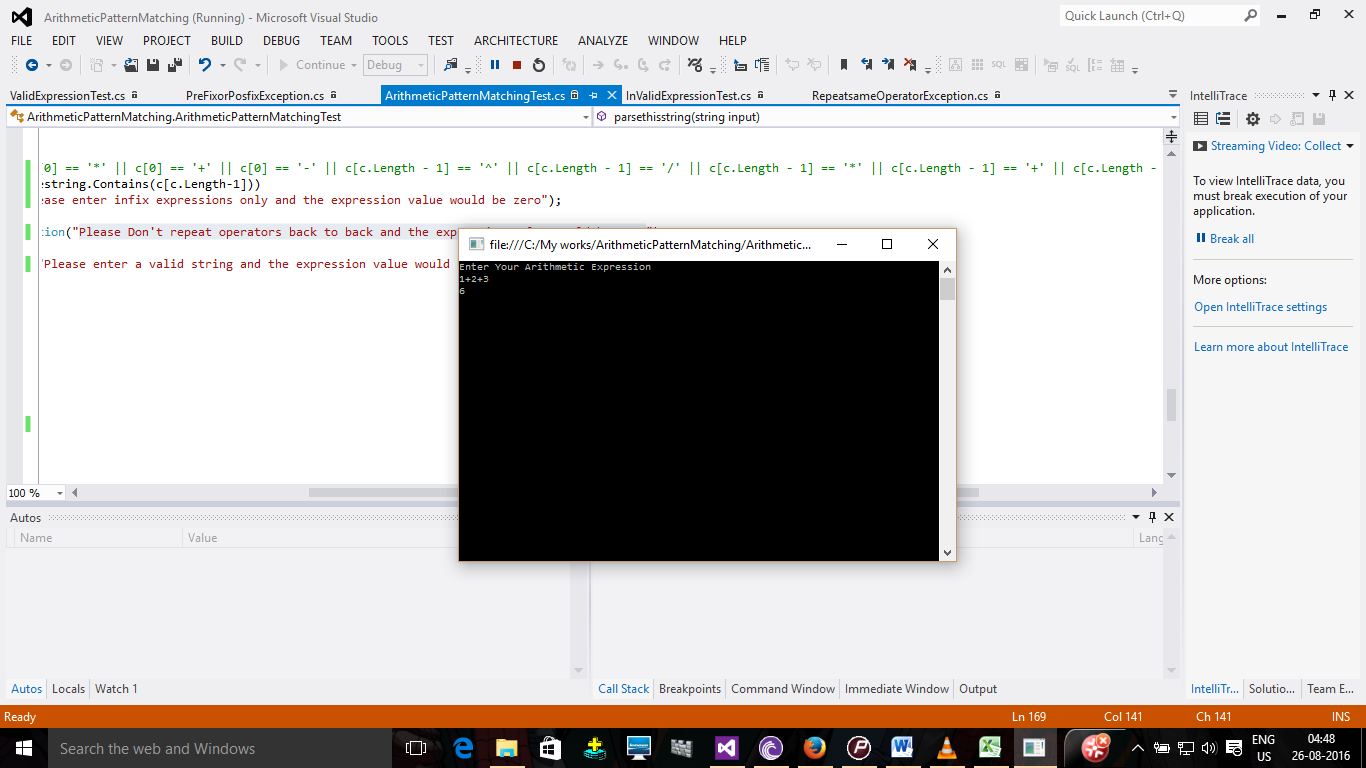 ArithmeticPatternMatching (Running) - Microsoft Visual Studio
Quick Launch (Ctrl+Q)
FILE EDIT VIEW PROJECT BUILD DEBUG TEAM TOOLS TEST ARCHITECTURE ANALYZE WINDOW HELP
Continue Debug
ValidExpressionTest.cs PreFixorPosfixException.cs ArithmeticPatternMatchingTest.cs InValidExpressionTest.cs RepeatsameOperatorException.cs
ArithmeticPatternMatching.ArithmeticPatternMatchingTest parsethisstring(string input)
[0] == '*' || c[0] == '+' || c[0] == '-' || c[c.Length - 1] == '^' || c[c.Length - 1] == '/' || c[c.Length - 1] == '*' || c[c.Length - 1] == '+' || c[c.Length -
estring.Contains(c[c.Length-1]))
ease enter infix expressions only and the expression value would be zero");
tion("Please Don't repeat operators back to back and the exp
"Please enter a valid string and the expression value would
file:///C:/My works/ArithmeticPatternMatching/Arithmetic...
Enter Your Arithmetic Expression
1+2+3
6
100 %
Autos
Name Value
Lang
Autos Locals Watch 1
Call Stack Breakpoints Command Window Immediate Window Output
IntelliTrace
Streaming Video: Collect
To view IntelliTrace data, you
must break execution of your
application.
Break all
More options:
Open IntelliTrace settings
Learn more about IntelliTrace
IntelliTr... Solutio... Team E...
Ready Ln 169 Col 141 Ch 141 INS
Search the web and Windows
ENG
US
04:48
26-08-2016